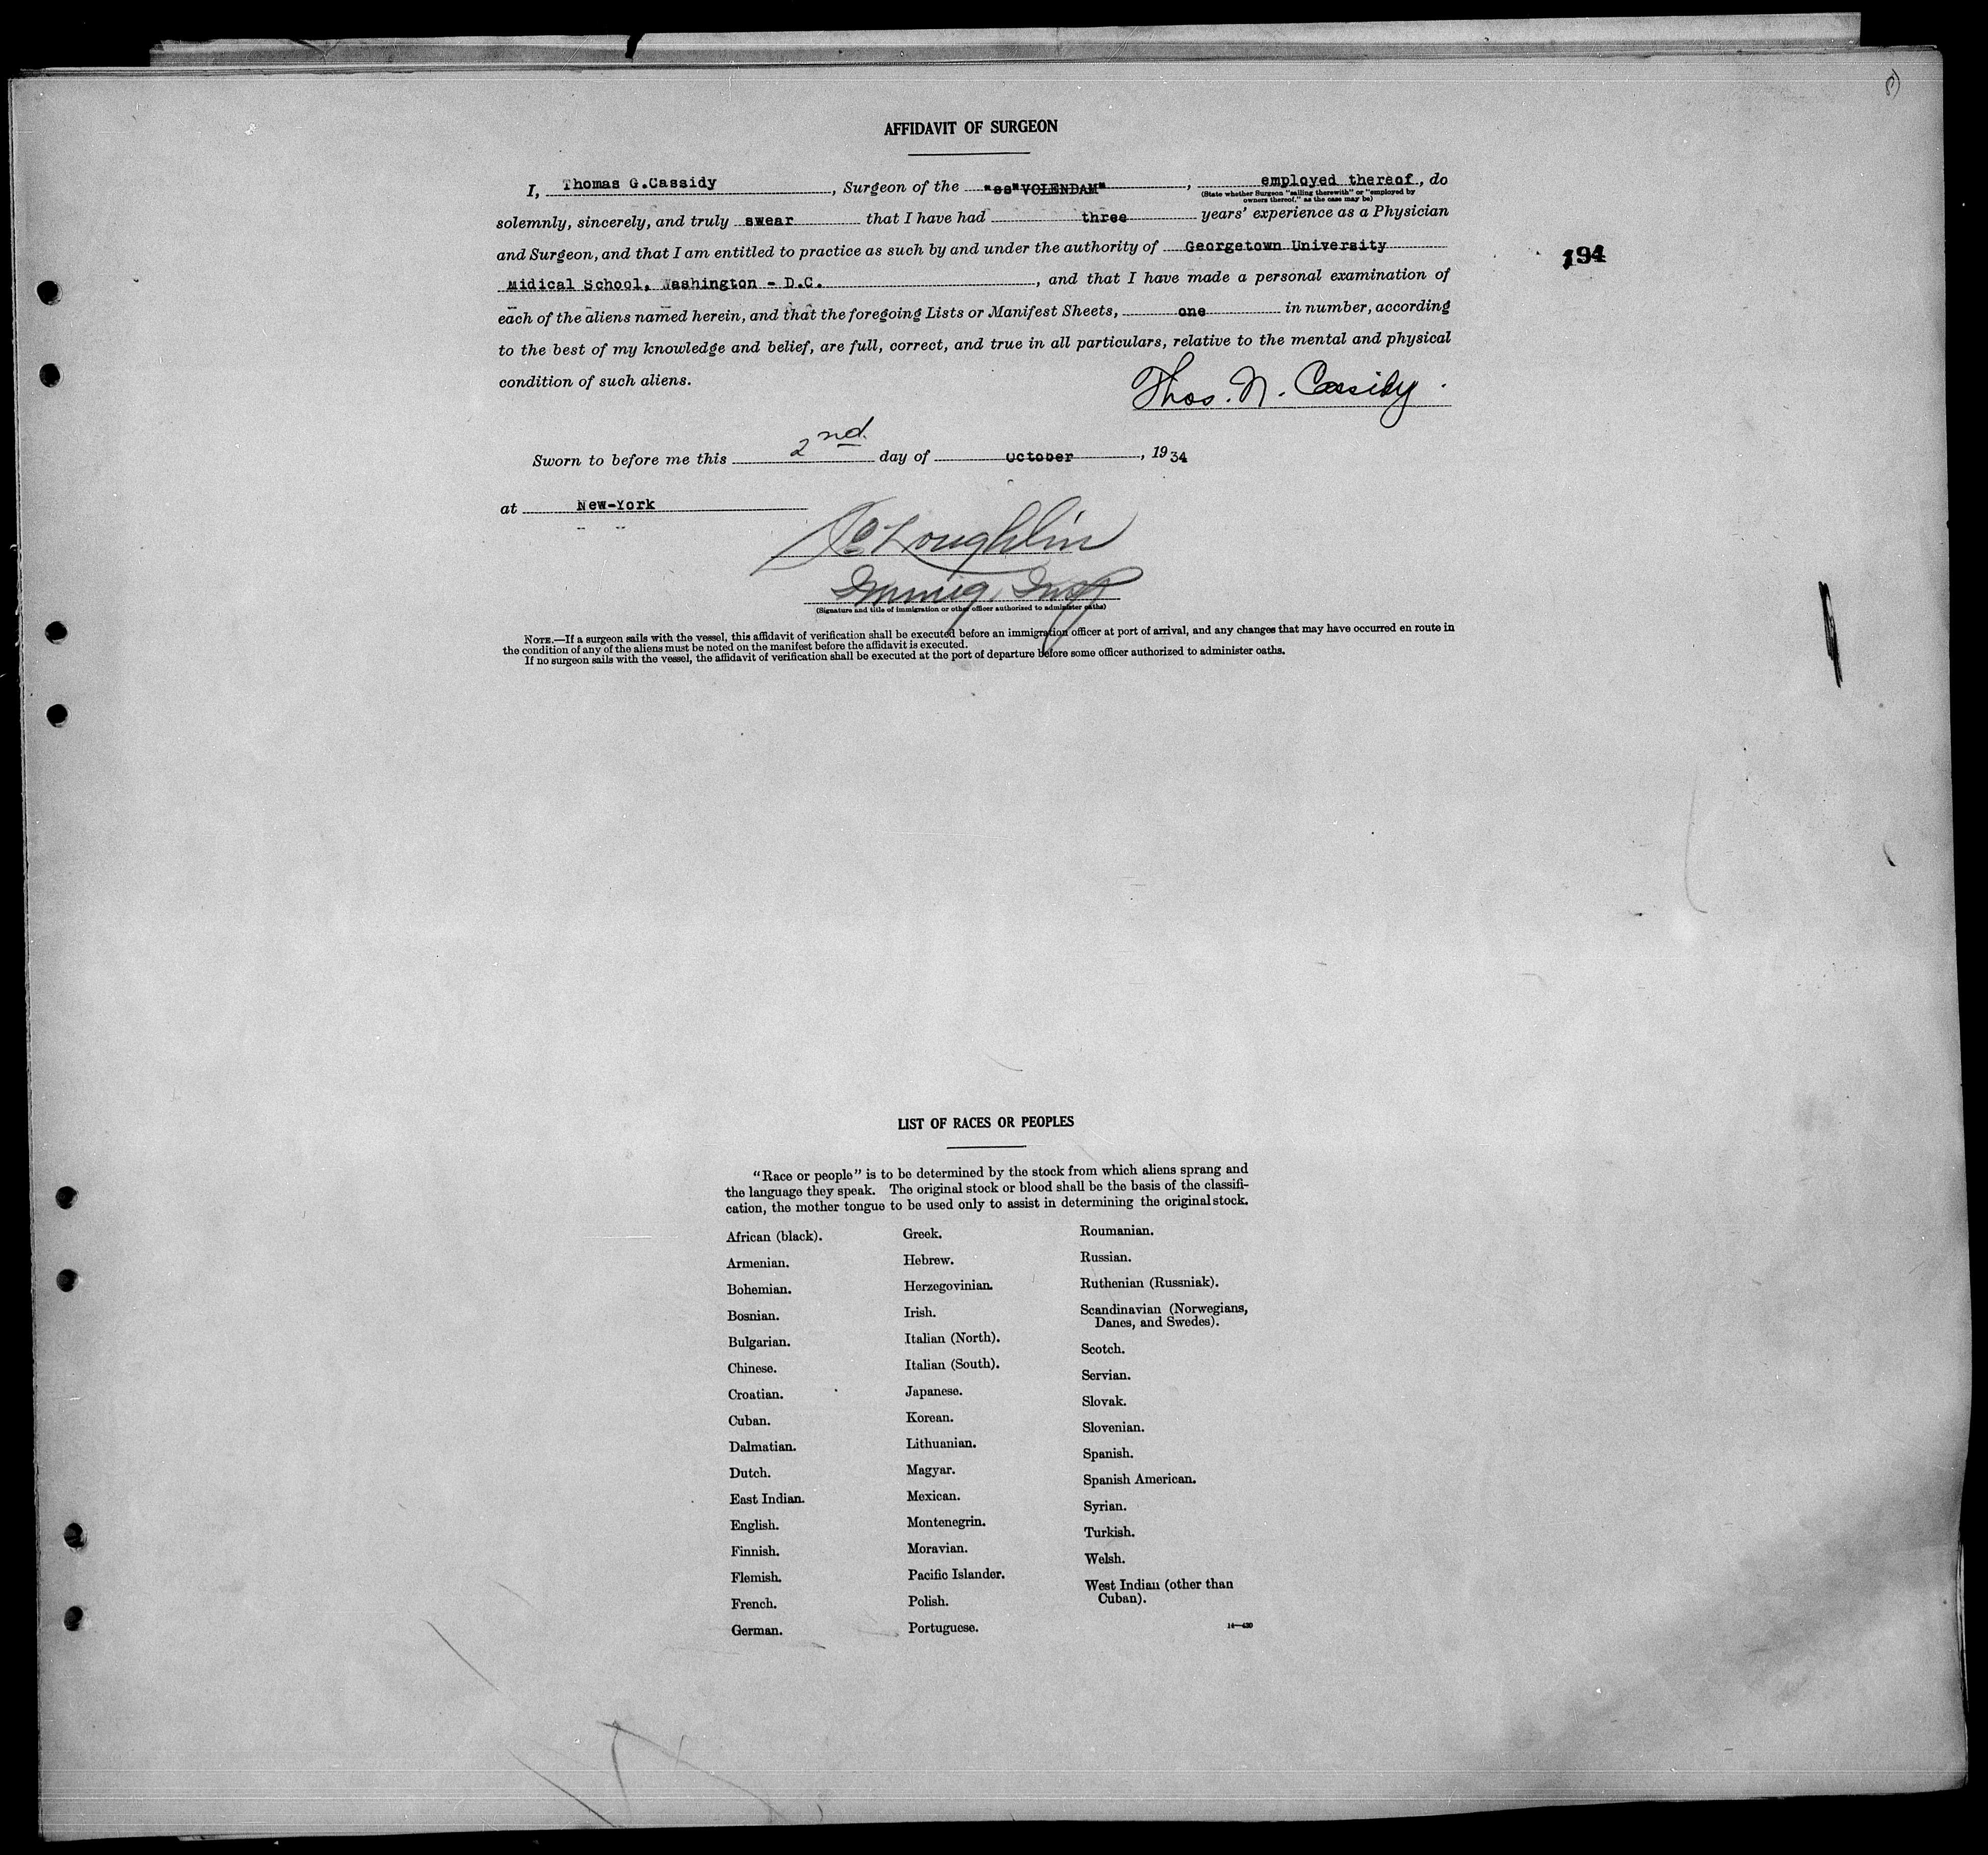 AFFIDAVIT OF SURGEON
I, Thomas G.Cassidy, Surgeon of the "ss"VOLENDAM", employed thereof, do
(State whether Surgeon "sailing therewith" or "employed by
owners thereof," as the case may be)
solemnly, sincerely, and truly swear that I have had three years' experience as a Physician
and Surgeon, and that I am entitled to practice as such by and under the authority of Georgetown University
194
Midical School, Washington - D.C., and that I have made a personal examination of
each of the aliens named herein, and that the foregoing Lists or Manifest Sheets, one in number, according
to the best of my knowledge and belief, are full, correct, and true in all particulars, relative to the mental and physical
condition of such aliens.
Thos. N. Cassidy.
Sworn to before me this 2nd day of October, 1934
at New-York
McLoughlin
Immig. Insp
(Signature and title of immigration or other officer authorized to administer oaths)
NOTE.—If a surgeon sails with the vessel, this affidavit of verification shall be executed before an immigration officer at port of arrival, and any changes that may have occurred en route in
the condition of any of the aliens must be noted on the manifest before the affidavit is executed.
If no surgeon sails with the vessel, the affidavit of verification shall be executed at the port of departure before some officer authorized to administer oaths.
LIST OF RACES OR PEOPLES
"Race or people" is to be determined by the stock from which aliens sprang and
the language they speak. The original stock or blood shall be the basis of the classifi-
cation, the mother tongue to be used only to assist in determining the original stock.
African (black).
Armenian.
Bohemian.
Bosnian.
Bulgarian.
Chinese.
Croatian.
Cuban.
Dalmatian.
Dutch.
East Indian.
English.
Finnish.
Flemish.
French.
German.
Greek.
Hebrew.
Herzegovinian.
Irish.
Italian (North).
Italian (South).
Japanese.
Korean.
Lithuanian.
Magyar.
Mexican.
Montenegrin.
Moravian.
Pacific Islander.
Polish.
Portuguese.
Roumanian.
Russian.
Ruthenian (Russniak).
Scandinavian (Norwegians,
Danes, and Swedes).
Scotch.
Servian.
Slovak.
Slovenian.
Spanish.
Spanish American.
Syrian.
Turkish.
Welsh.
West Indian (other than
Cuban).
14—430